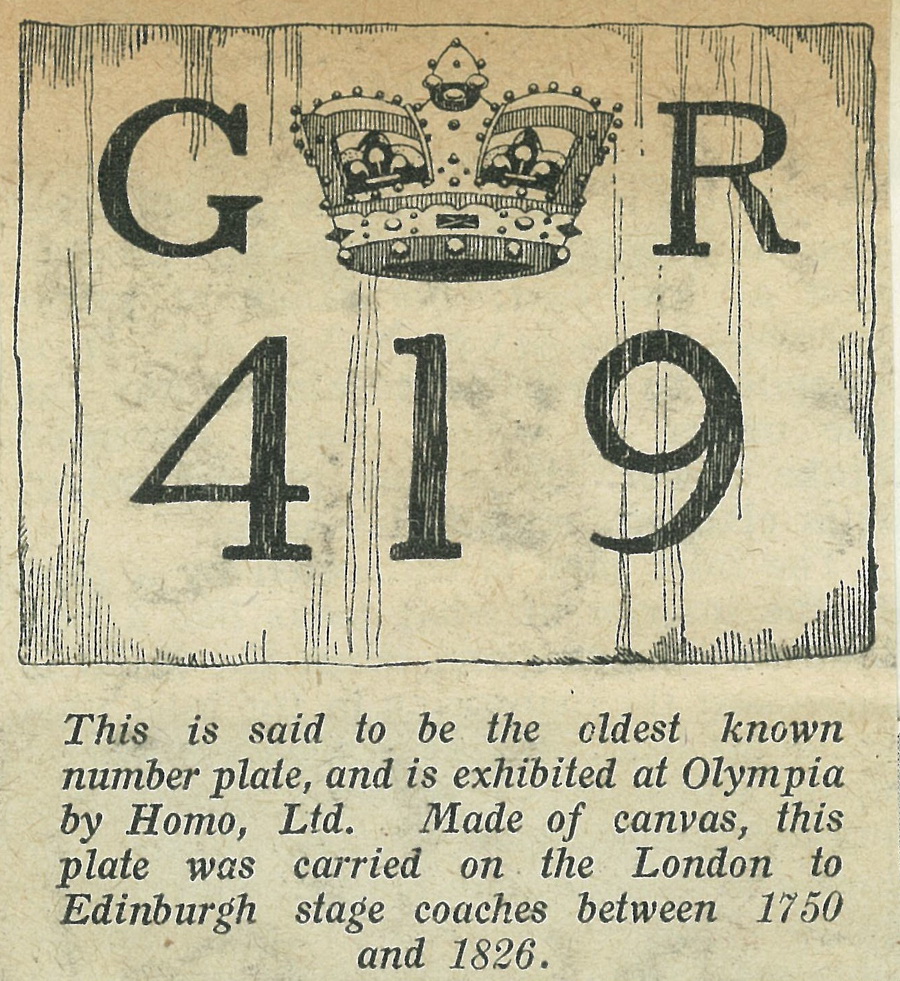 G R
419
This is said to be the oldest known
number plate, and is exhibited at Olympia
by Homo, Ltd. Made of canvas, this
plate was carried on the London to
Edinburgh stage coaches between 1750
and 1826.